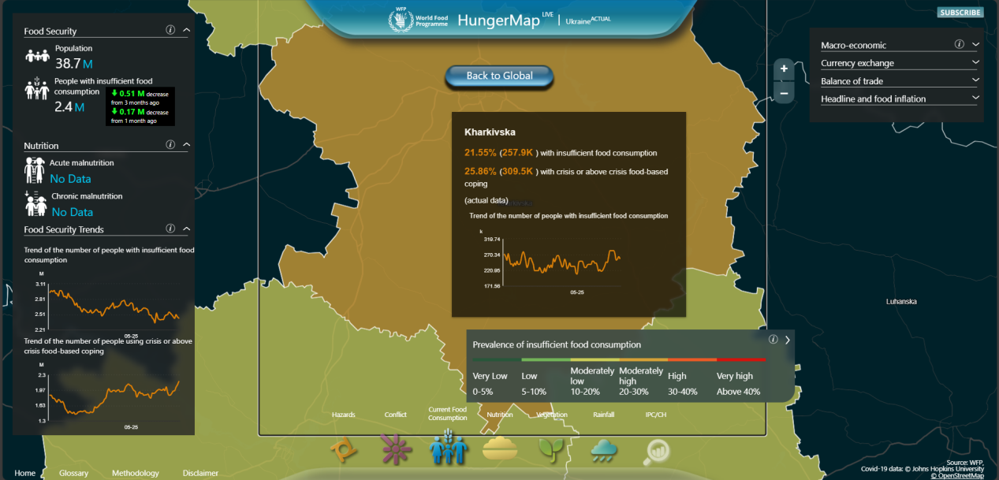 WFP
World Food
Programme
HungerMap LIVE
Ukraine ACTUAL
SUBSCRIBE
Food Security
Population
38.7 M
People with insufficient food
consumption
2.4 M
0.51 M decrease
from 3 months ago
0.17 M decrease
from 1 month ago
Nutrition
Acute malnutrition
No Data
Chronic malnutrition
No Data
Food Security Trends
Trend of the number of people with insufficient food
consumption
M
3.11
2.81
2.51
2.21
05-25
Trend of the number of people using crisis or above
crisis food-based coping
M
2.3
1.97
1.63
1.3
05-25
Back to Global
Kharkivska
21.55% (257.9K ) with insufficient food consumption
25.86% (309.5K ) with crisis or above crisis food-based
coping
(actual data)
Trend of the number of people with insufficient food consumption
k
319.74
270.34
220.95
171.56
05-25
+
−
Macro-economic
Currency exchange
Balance of trade
Headline and food inflation
Luhanska
Prevalence of insufficient food consumption
Very Low
0-5%
Low
5-10%
Moderately
low
10-20%
Moderately
high
20-30%
High
30-40%
Very high
Above 40%
Hazards
Conflict
Current Food
Consumption
Nutrition
Vegetation
Rainfall
IPC/CH
Home
Glossary
Methodology
Disclaimer
Source: WFP,
Covid-19 data: © Johns Hopkins University
© OpenStreetMap